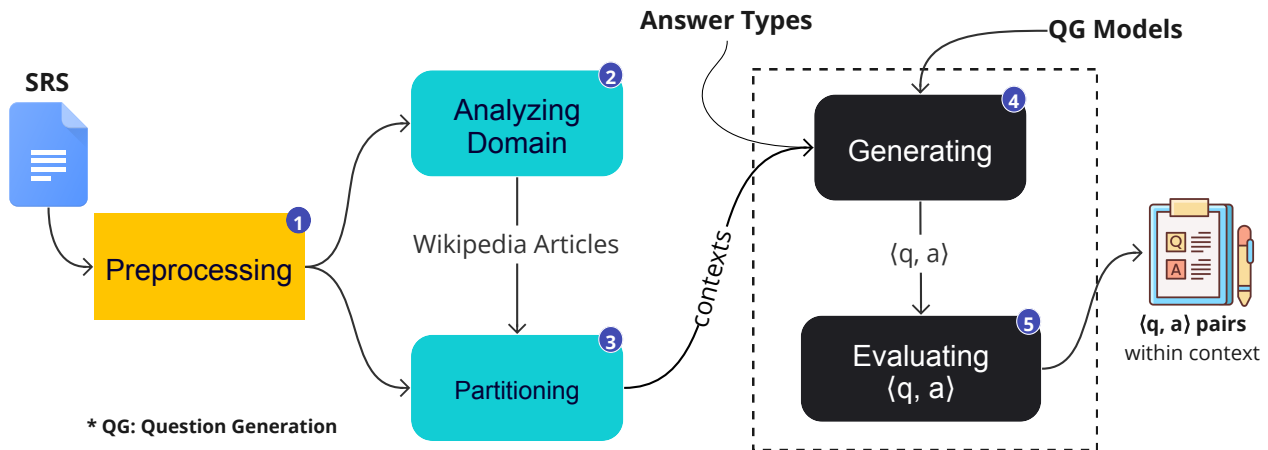 Answer Types
QG Models
SRS
2
Analyzing
Domain
4
Generating
1
Preprocessing
Wikipedia Articles
contexts
⟨q, a⟩
Q
A
3
Partitioning
5
Evaluating
⟨q, a⟩
⟨q, a⟩ pairs
within context
* QG: Question Generation